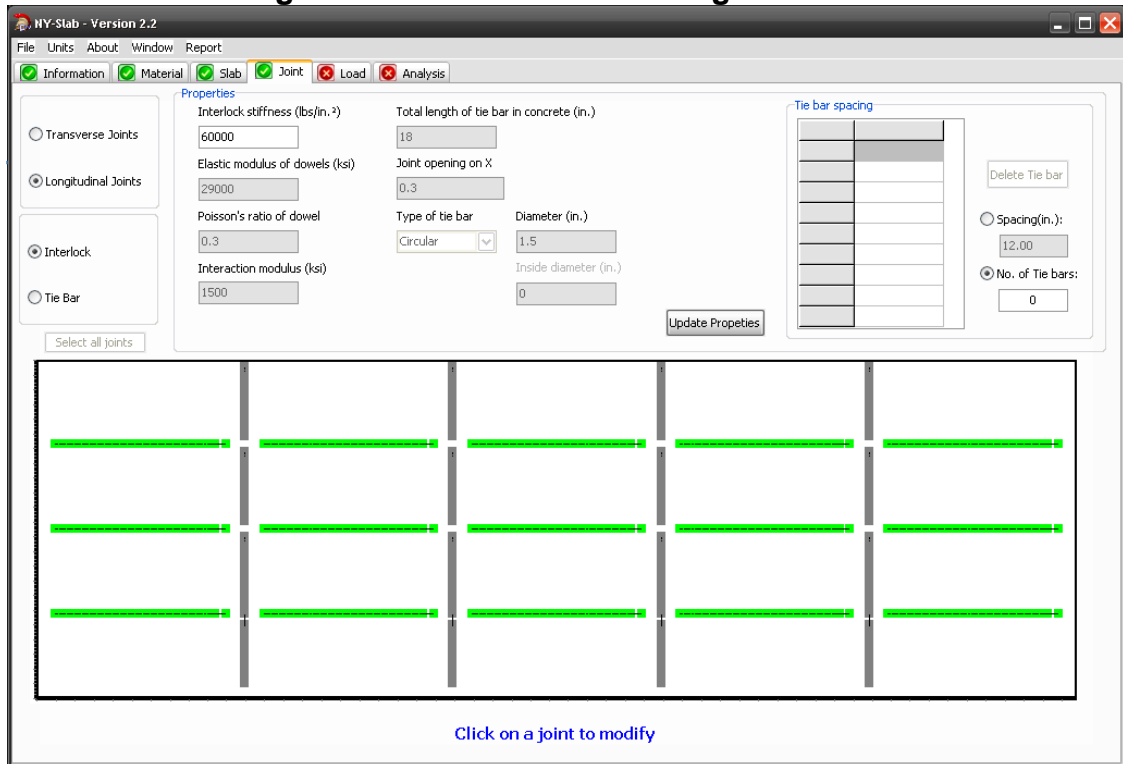 NY-Slab - Version 2.2
File Units About Window Report
Information Material Slab Joint Load Analysis
Properties
Transverse Joints
Longitudinal Joints
Interlock
Tie Bar
Select all joints
Interlock stiffness (lbs/in.²)
60000
Elastic modulus of dowels (ksi)
29000
Poisson's ratio of dowel
0.3
Interaction modulus (ksi)
1500
Total length of tie bar in concrete (in.)
18
Joint opening on X
0.3
Type of tie bar
Circular
Diameter (in.)
1.5
Inside diameter (in.)
0
Update Propeties
Tie bar spacing
Delete Tie bar
Spacing(in.):
12.00
No. of Tie bars:
0
Click on a joint to modify